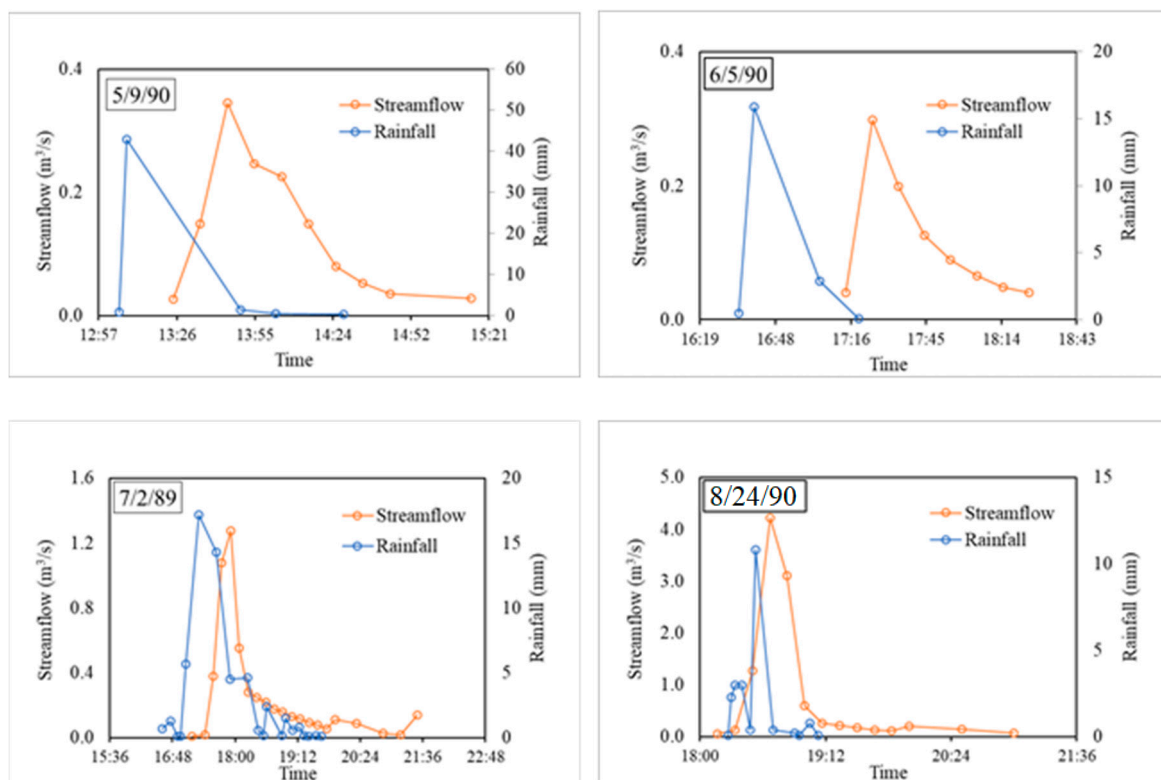 5/9/90
Streamflow
Rainfall
Streamflow (m³/s)
0.4
0.2
0.0
Rainfall (mm)
60
50
40
30
20
10
0
12:57 13:26 13:55 14:24 14:52 15:21
Time
6/5/90
Streamflow
Rainfall
Streamflow (m³/s)
0.4
0.2
0.0
Rainfall (mm)
20
15
10
5
0
16:19 16:48 17:16 17:45 18:14 18:43
Time
7/2/89
Streamflow
Rainfall
Streamflow (m³/s)
1.6
1.2
0.8
0.4
0.0
Rainfall (mm)
20
15
10
5
0
15:36 16:48 18:00 19:12 20:24 21:36 22:48
Time
8/24/90
Streamflow
Rainfall
Streamflow (m³/s)
5.0
4.0
3.0
2.0
1.0
0.0
Rainfall (mm)
15
10
5
0
18:00 19:12 20:24 21:36
Time